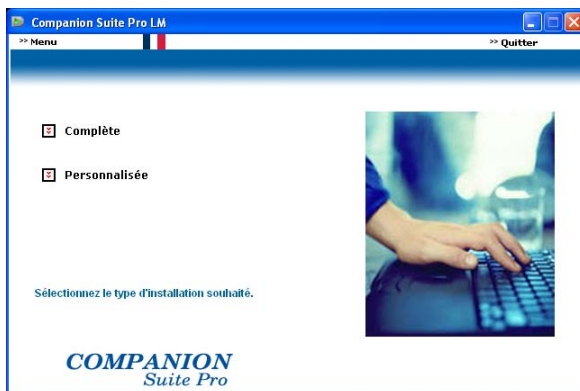 Companion Suite Pro LM
>> Menu
>> Quitter
Complète
Personnalisée
Sélectionnez le type d'installation souhaité.
COMPANION
Suite Pro